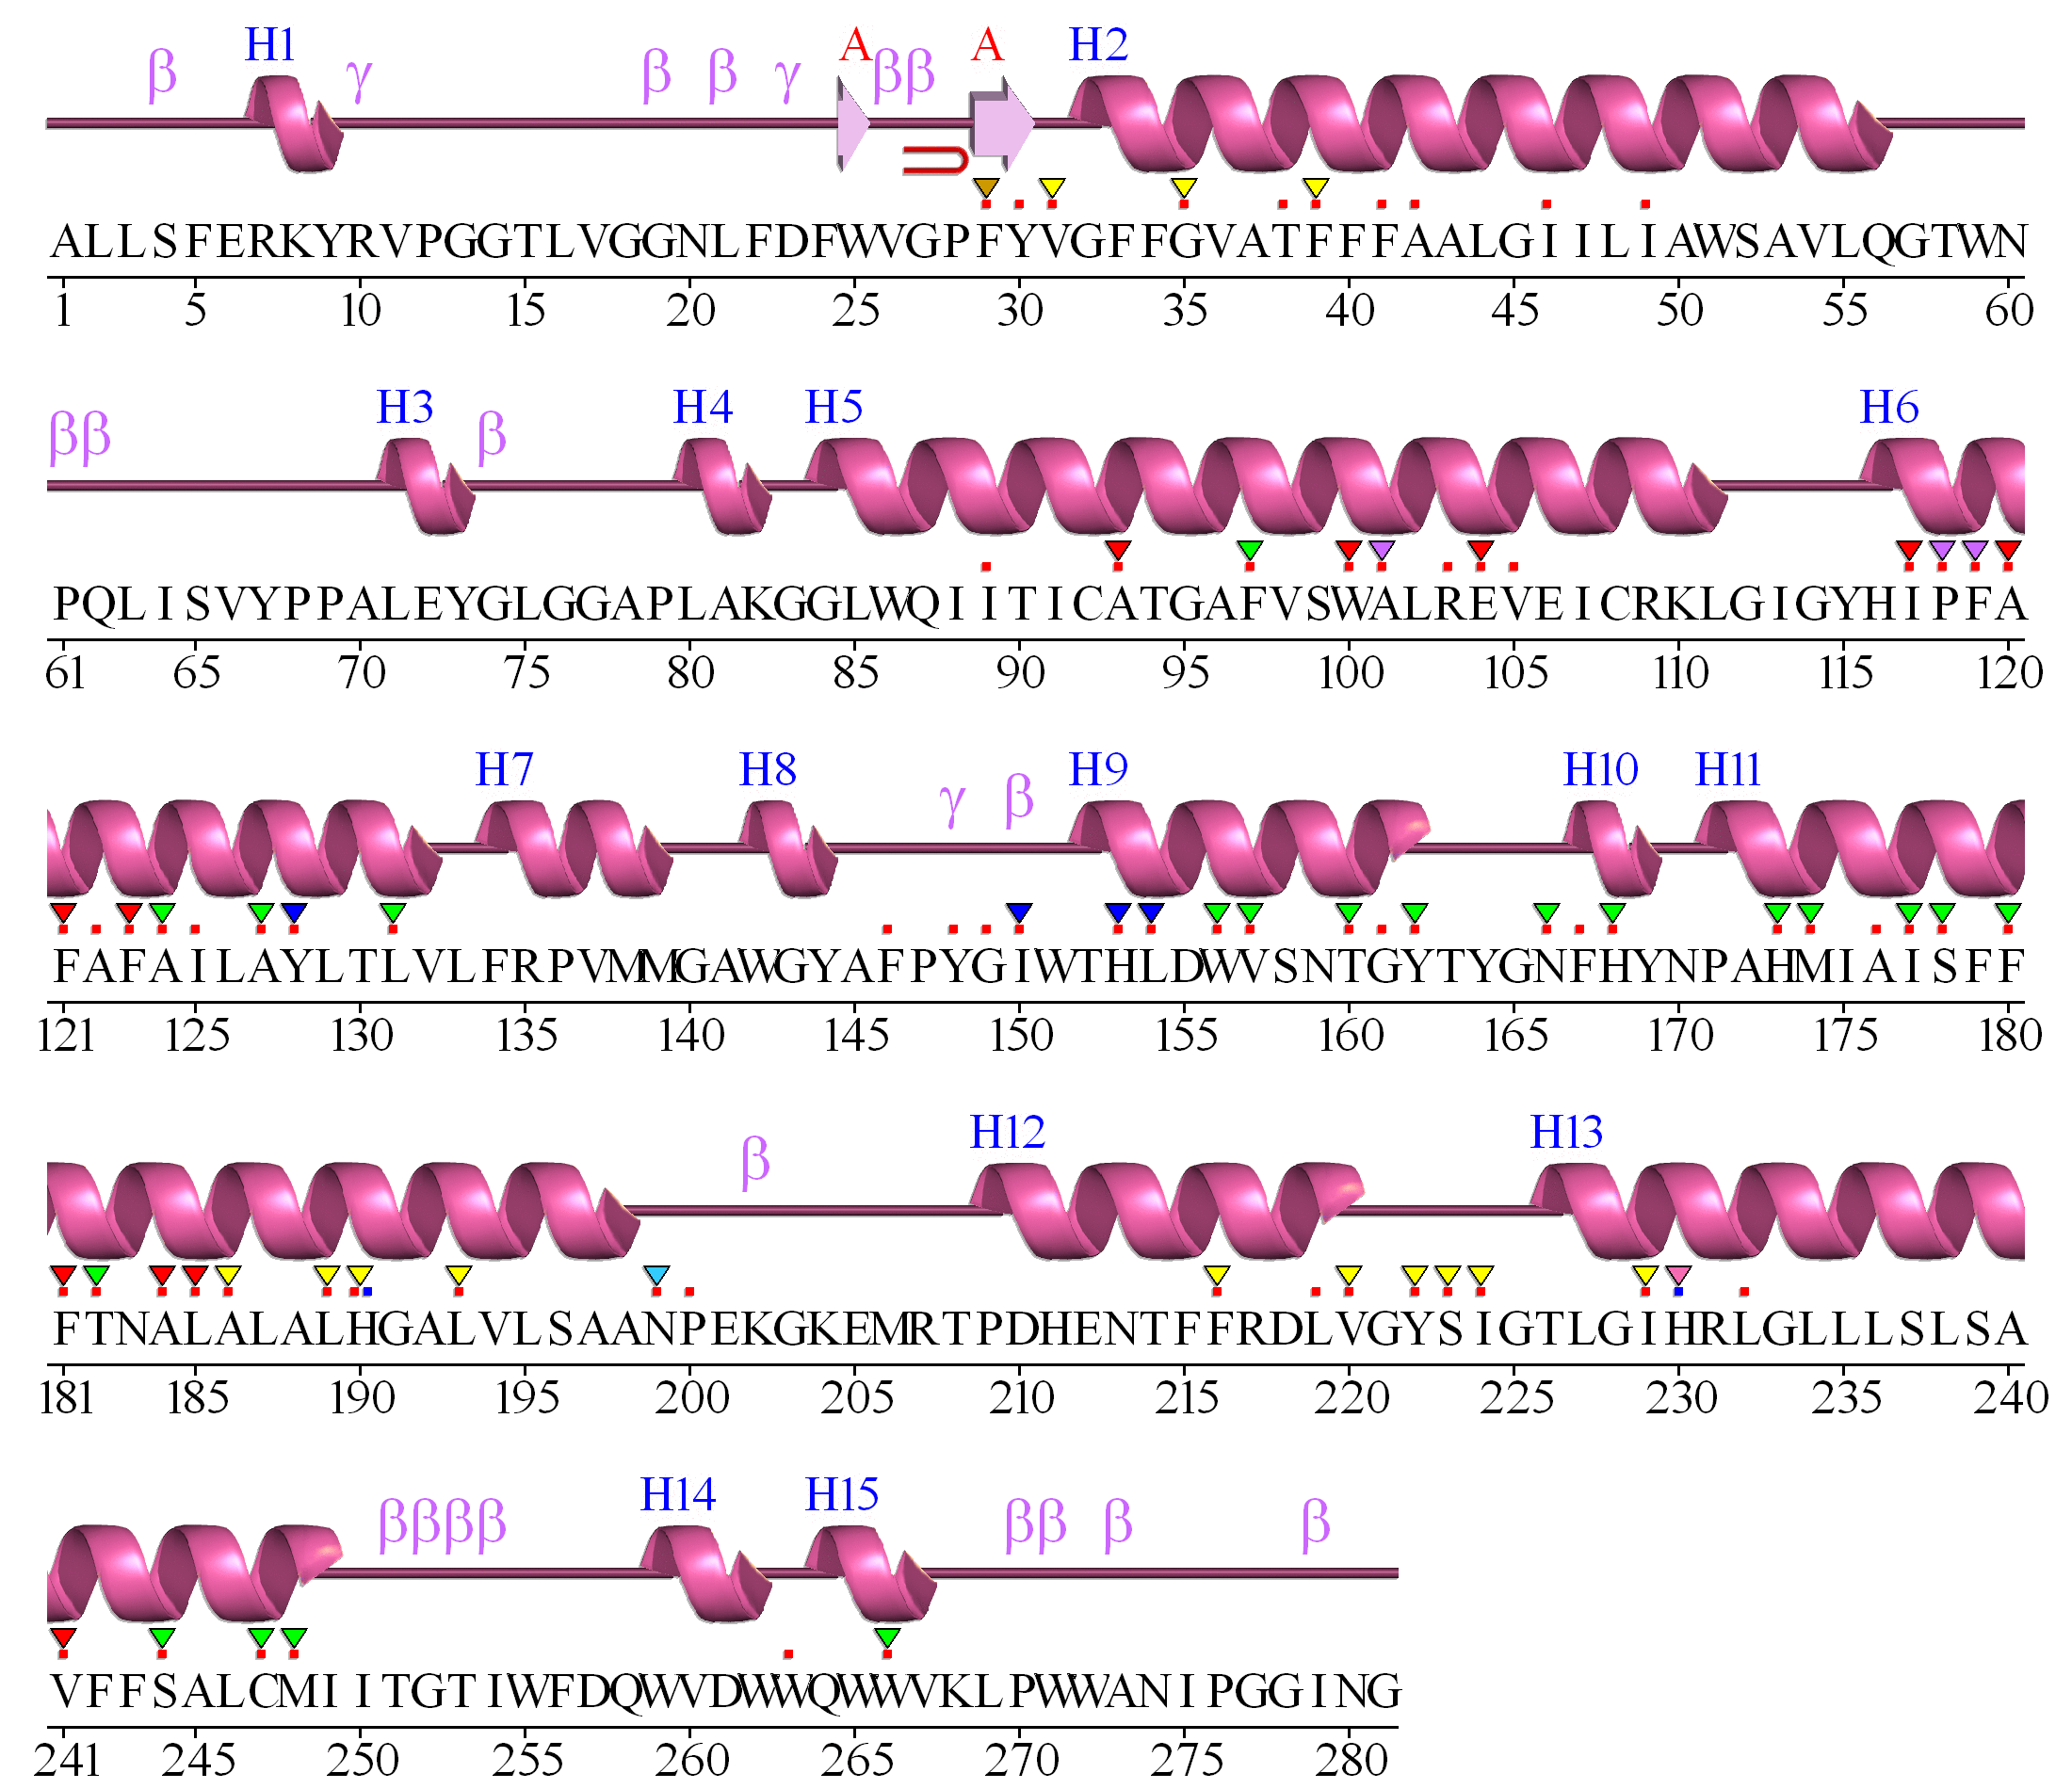 H1 A A H2
β γ β β γ ββ
ALLSFERKYRVPGGTLVGGNLFDFWVGPFYVGFFGVATFFFAALGIILIAWSAVLQGTWN
1 5 10 15 20 25 30 35 40 45 50 55 60
H3 H4 H5 H6
ββ β
PQLISVYPPALEYGLGGAPLAKGGLWQIITICATGAFVSWALREVEICRKLGIGYHIPFA
61 65 70 75 80 85 90 95 100 105 110 115 120
H7 H8 H9 H10 H11
γ β
FAFAILAYLTLVLFRPVMMGAWGYAFPYGIWTHLDWVSNTGYTYGNFHYNPAHMIAISFF
121 125 130 135 140 145 150 155 160 165 170 175 180
H12 H13
β
FTNALALALHGALVLSAANPEKGKEMRTPDHENTFFRDLVGYSIGTLGIHRLGLLLSLSA
181 185 190 195 200 205 210 215 220 225 230 235 240
H14 H15
ββββ ββ β β
VFFSALCMIITGTIWFDQWVDWWQWWVKLPWWANIPGGING
241 245 250 255 260 265 270 275 280